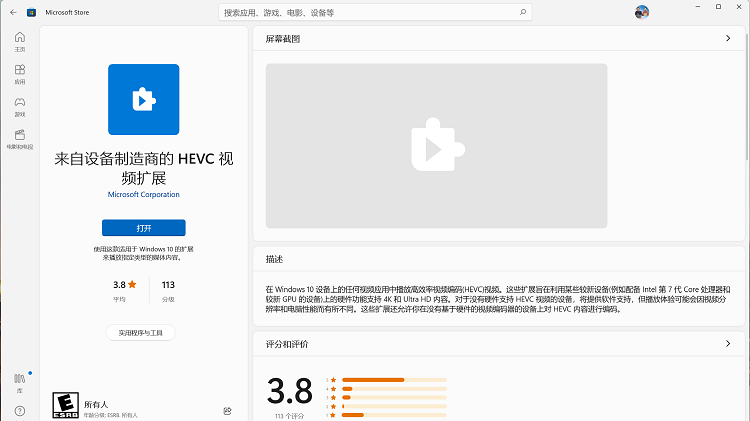 Microsoft Store
搜索应用、游戏、电影、设备等
主页
应用
游戏
电影和电视
库
来自设备制造商的 HEVC 视
频扩展
Microsoft Corporation
打开
使用这款适用于 Windows 10 的扩展
来播放指定类型的媒体内容。
3.8
113
平均
分级
实用程序与工具
E
ESRB
所有人
年龄分级: ESRB. 所有人
屏幕截图
描述
在 Windows 10 设备上的任何视频应用中播放高效率视频编码(HEVC)视频。这些扩展旨在利用某些较新设备(例如配备 Intel 第 7 代 Core 处理器和
较新 GPU 的设备)上的硬件功能支持 4K 和 Ultra HD 内容。对于没有硬件支持 HEVC 视频的设备，将提供软件支持，但播放体验可能会因视频分
辨率和电脑性能而有所不同。这些扩展还允许你在没有基于硬件的视频编码器的设备上对 HEVC 内容进行编码。
评分和评价
3.8
113 个评分
5
4
3
2
1